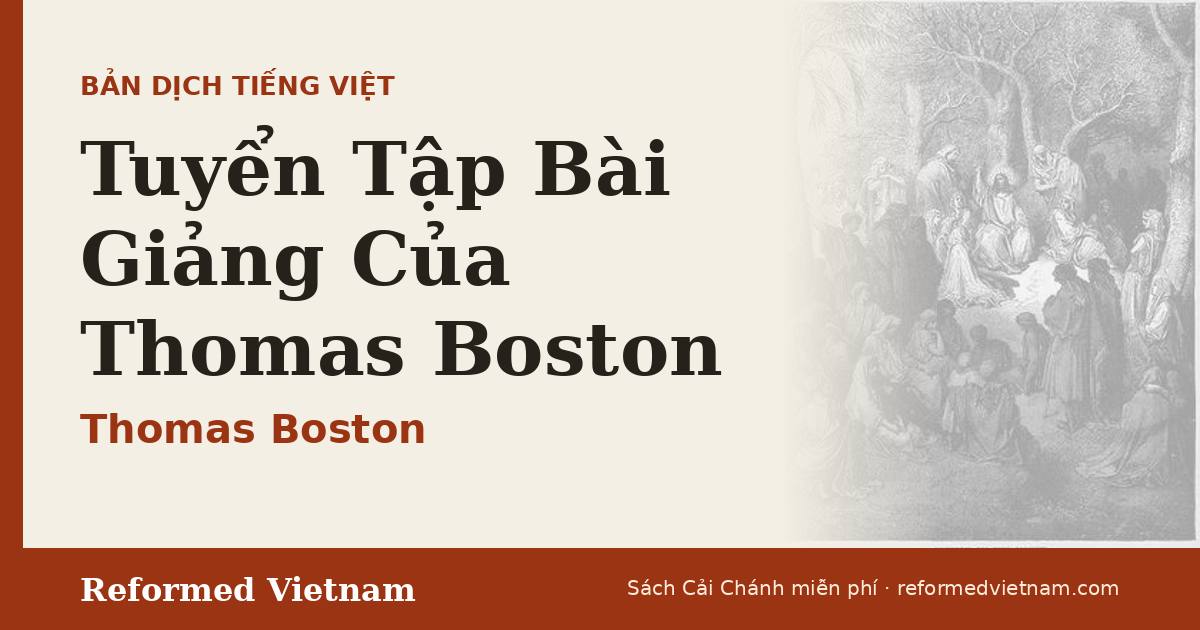 BẢN DỊCH TIẾNG VIỆT
Tuyển Tập Bài
Giảng Của
Thomas Boston
Thomas Boston
Reformed Vietnam
Sách Cải Chánh miễn phí · reformedvietnam.com